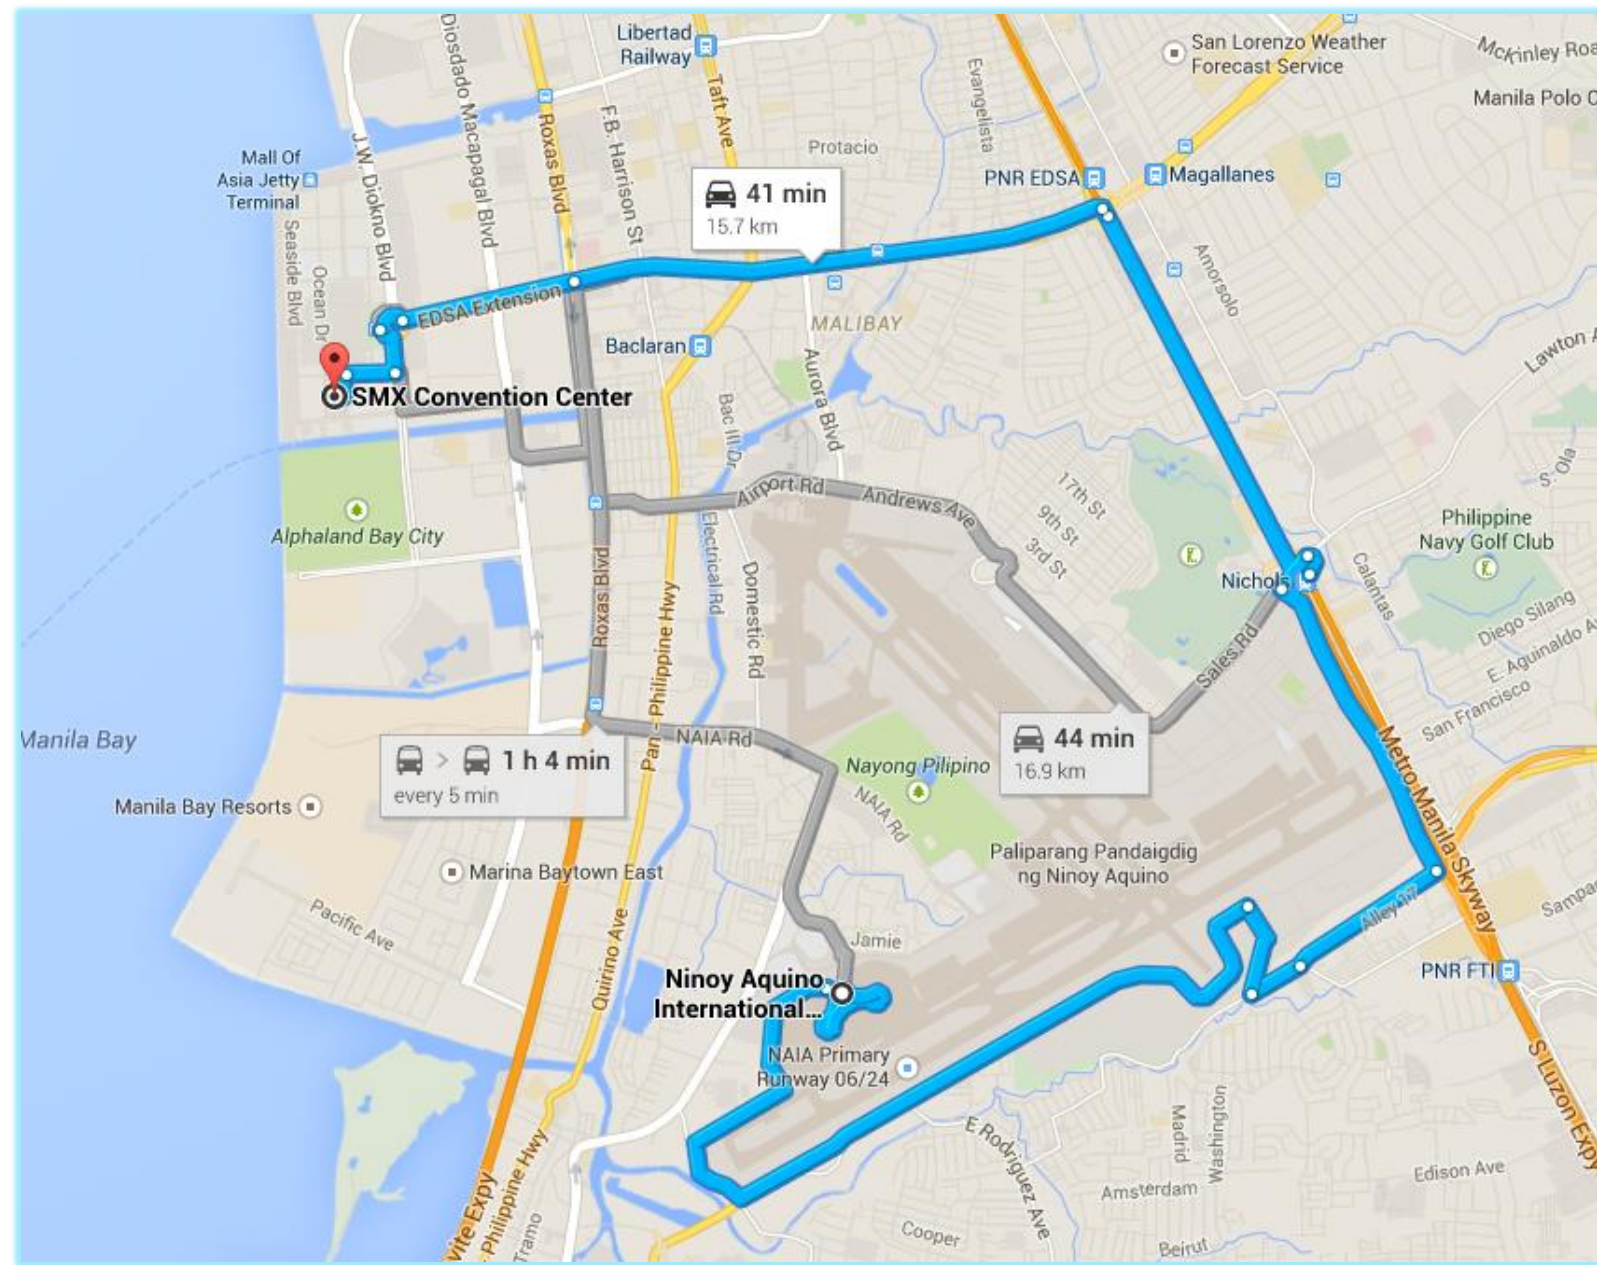 Libertad
Railway
San Lorenzo Weather
Forecast Service
McKinley Roa
Manila Polo C
Diosdado Macapagal Blvd
J.W. Diokno Blvd
Roxas Blvd
F.B. Harrison St
Taft Ave
Evangelista
Protacio
Mall Of
Asia Jetty
Terminal
PNR EDSA
Magallanes
41 min
15.7 km
Seaside Blvd
Ocean Dr
EDSA Extension
MALIBAY
Amorsolo
Baclaran
Aurora Blvd
Lawton A
SMX Convention Center
Bac III Dr
Airport Rd
Andrews Ave
17th St
9th St
3rd St
S. Ola
Alphaland Bay City
Electrical Rd
Domestic Rd
Philippine
Navy Golf Club
Nichols
Calantas
Diego Silang
E. Aguinaldo A
San Francisco
Roxas Blvd
Pan - Philippine Hwy
Sales Rd
Manila Bay
NAIA Rd
1 h 4 min
every 5 min
44 min
16.9 km
Metro Manila Skyway
Nayong Pilipino
NAIA Rd
Manila Bay Resorts
Paliparang Pandaigdig
ng Ninoy Aquino
Marina Baytown East
Pacific Ave
Quirino Ave
Jamie
Alley 17
Sampa
PNR FTI
Ninoy Aquino
International...
NAIA Primary
Runway 06/24
S Luzon Expy
E Rodriguez Ave
Madrid
Washington
Edison Ave
Amsterdam
Cooper
Beirut
vite Expy
Philippine Hwy
Tramo